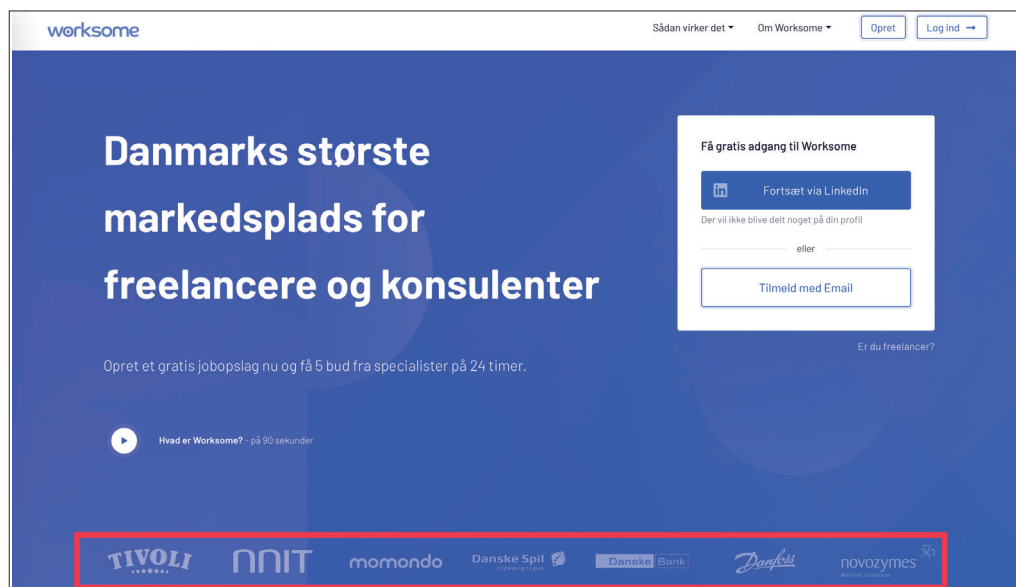 worksome
Sådan virker det
Om Worksome
Opret
Log ind →
Danmarks største
markedsplads for
freelancere og konsulenter
Opret et gratis jobopslag nu og få 5 bud fra specialister på 24 timer.
Hvad er Worksome? - på 90 sekunder
Få gratis adgang til Worksome
in Fortsæt via LinkedIn
Der vil ikke blive delt noget på din profil
eller
Tilmeld med Email
Er du freelancer?
TIVOLI
NNIT
momondo
Danske Spil
Danske Bank
Danfoss
novozymes
Rethink Tomorrow